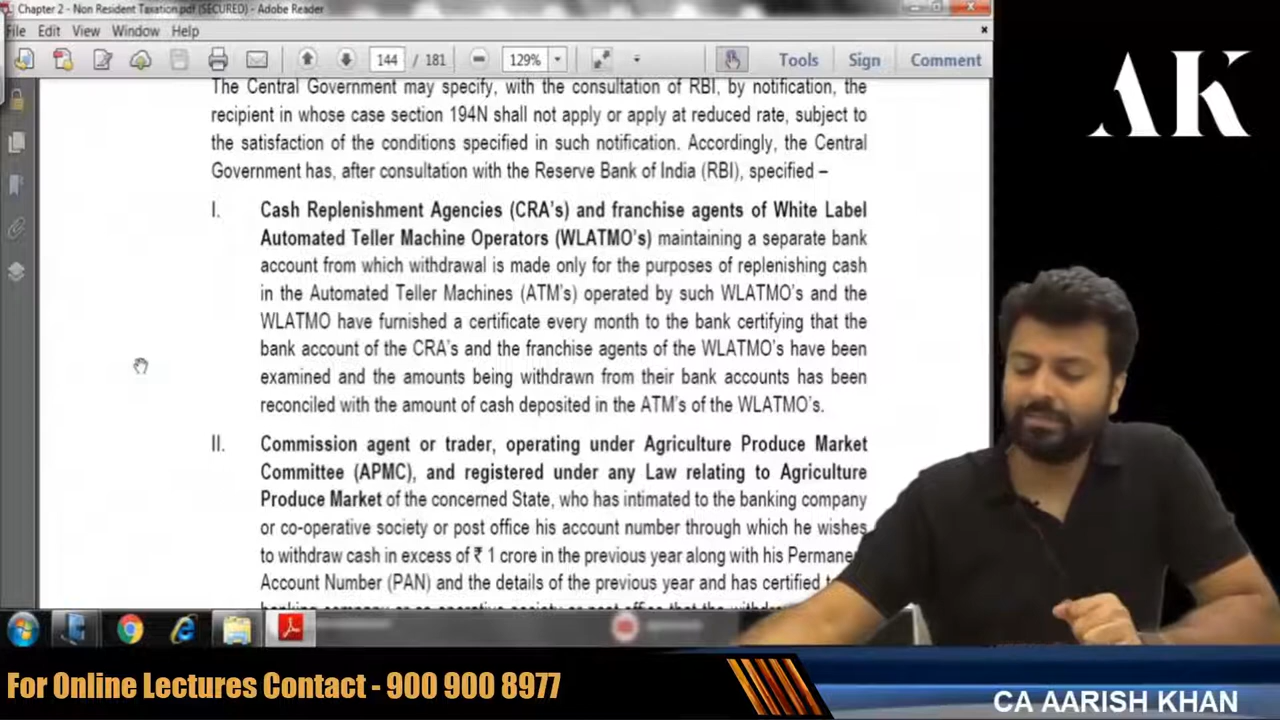 Chapter 2 - Non Resident Taxation.pdf (SECURED) - Adobe Reader
File Edit View Window Help
144 / 181 129% Tools Sign Comment
The Central Government may specify, with the consultation of RBI, by notification, the
recipient in whose case section 194N shall not apply or apply at reduced rate, subject to
the satisfaction of the conditions specified in such notification. Accordingly, the Central
Government has, after consultation with the Reserve Bank of India (RBI), specified –
I. Cash Replenishment Agencies (CRA's) and franchise agents of White Label
Automated Teller Machine Operators (WLATMO's) maintaining a separate bank
account from which withdrawal is made only for the purposes of replenishing cash
in the Automated Teller Machines (ATM's) operated by such WLATMO's and the
WLATMO have furnished a certificate every month to the bank certifying that the
bank account of the CRA's and the franchise agents of the WLATMO's have been
examined and the amounts being withdrawn from their bank accounts has been
reconciled with the amount of cash deposited in the ATM's of the WLATMO's.
II. Commission agent or trader, operating under Agriculture Produce Market
Committee (APMC), and registered under any Law relating to Agriculture
Produce Market of the concerned State, who has intimated to the banking company
or co-operative society or post office his account number through which he wishes
to withdraw cash in excess of ₹ 1 crore in the previous year along with his
Account Number (PAN) and the details of the previous year and has certified
AK
For Online Lectures Contact - 900 900 8977
CA AARISH KHAN